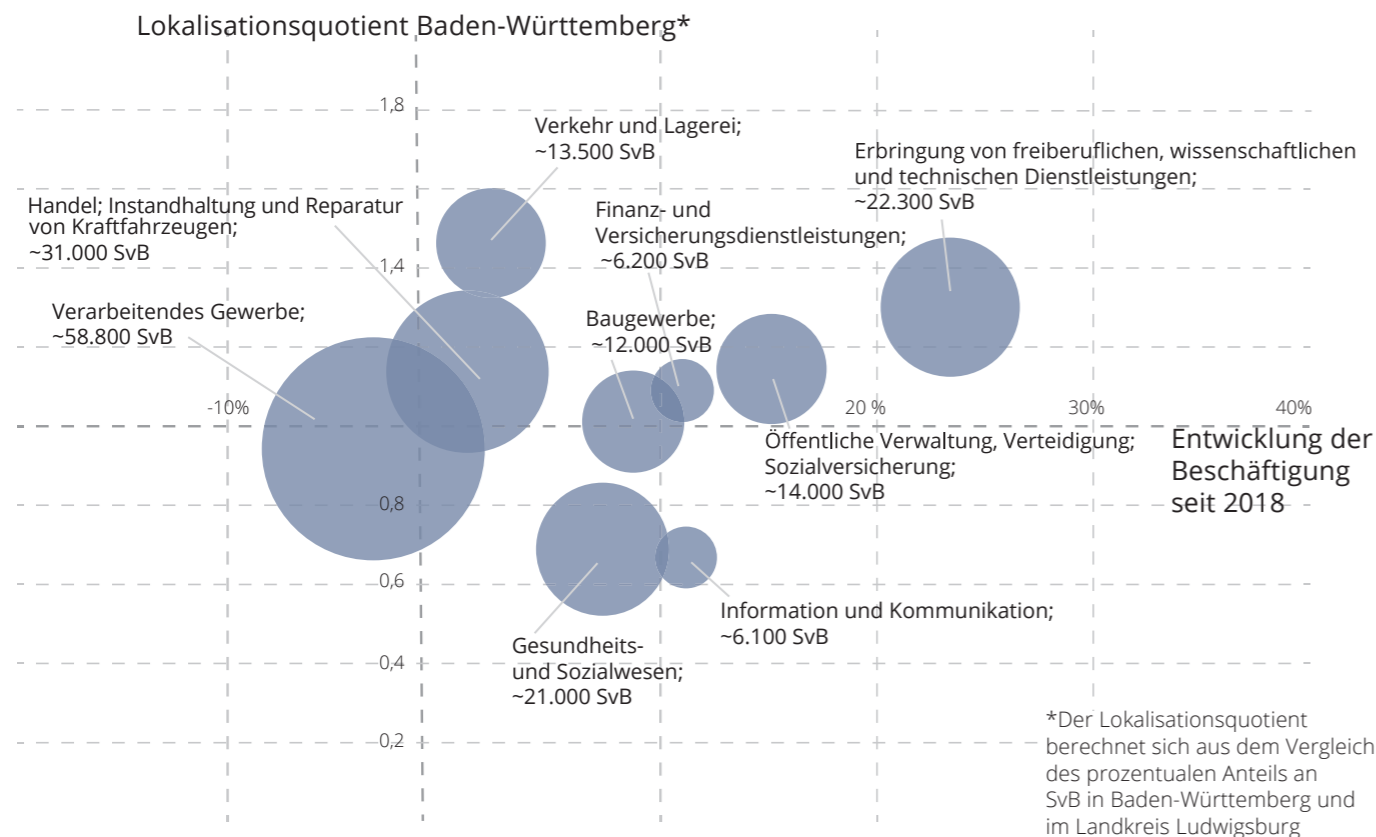 Lokalisationsquotient Baden-Württemberg*
1,8
Verkehr und Lagerei;
~13.500 SvB
Erbringung von freiberuflichen, wissenschaftlichen
und technischen Dienstleistungen;
~22.300 SvB
Handel; Instandhaltung und Reparatur
von Kraftfahrzeugen;
~31.000 SvB
Finanz- und
Versicherungsdienstleistungen;
~6.200 SvB
1,4
Verarbeitendes Gewerbe;
~58.800 SvB
Baugewerbe;
~12.000 SvB
-10%
20 %
30%
40%
Öffentliche Verwaltung, Verteidigung;
Sozialversicherung;
~14.000 SvB
Entwicklung der
Beschäftigung
seit 2018
0,8
0,6
Information und Kommunikation;
~6.100 SvB
Gesundheits-
und Sozialwesen;
~21.000 SvB
0,4
0,2
*Der Lokalisationsquotient
berechnet sich aus dem Vergleich
des prozentualen Anteils an
SvB in Baden-Württemberg und
im Landkreis Ludwigsburg